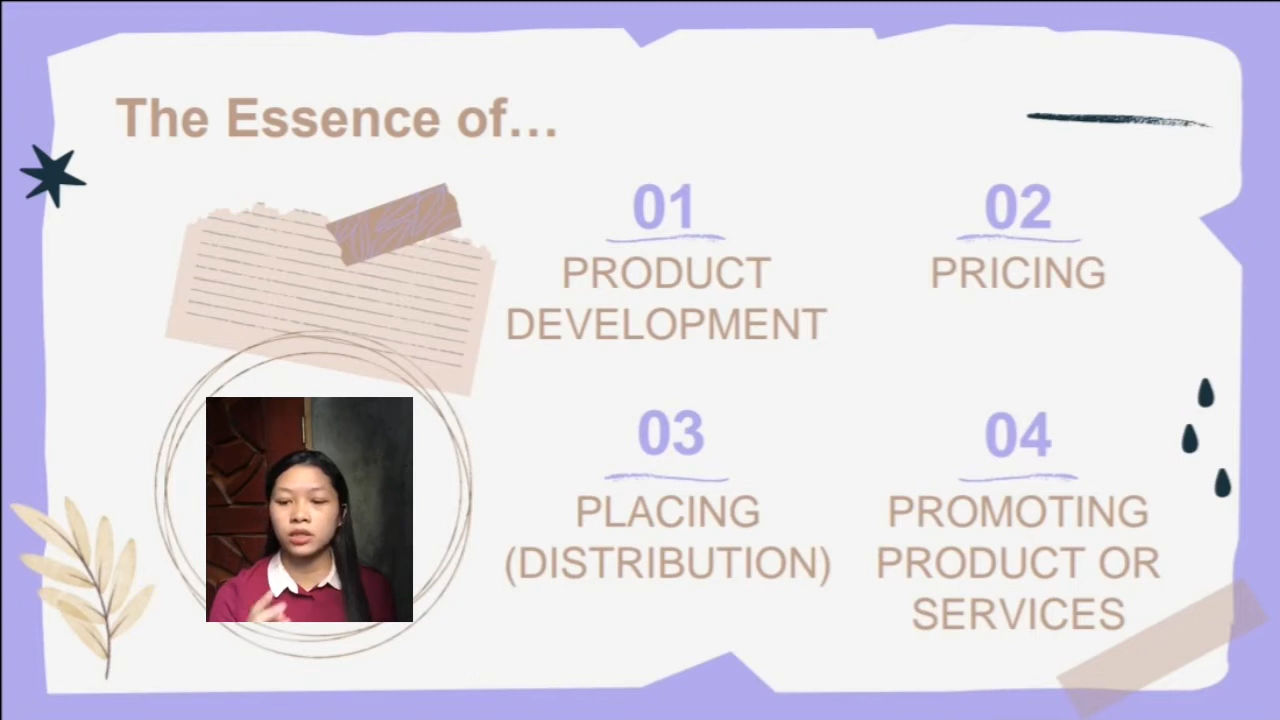 The Essence of...
01
PRODUCT
DEVELOPMENT
02
PRICING
03
PLACING
(DISTRIBUTION)
04
PROMOTING
PRODUCT OR
SERVICES